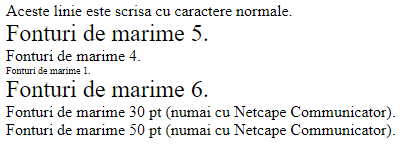 Aceste linie este scrisa cu caractere normale.
Fonturi de marime 5.
Fonturi de marime 4.
Fonturi de marime 1.
Fonturi de marime 6.
Fonturi de marime 30 pt (numai cu Netcape Communicator).
Fonturi de marime 50 pt (numai cu Netcape Communicator).